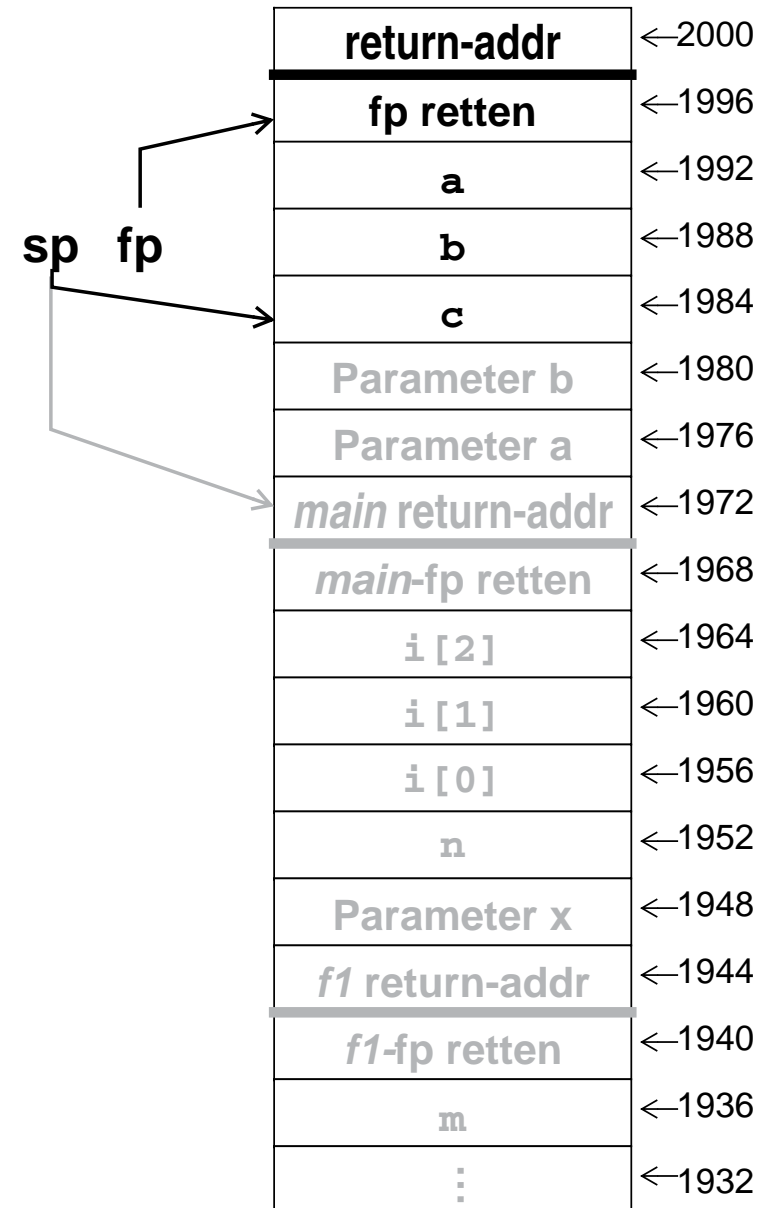 return-addr ←2000
fp retten ←1996
a ←1992
sp fp b ←1988
c ←1984
Parameter b ←1980
Parameter a ←1976
main return-addr ←1972
main-fp retten ←1968
i[2] ←1964
i[1] ←1960
i[0] ←1956
n ←1952
Parameter x ←1948
f1 return-addr ←1944
f1-fp retten ←1940
m ←1936
⋮ ←1932